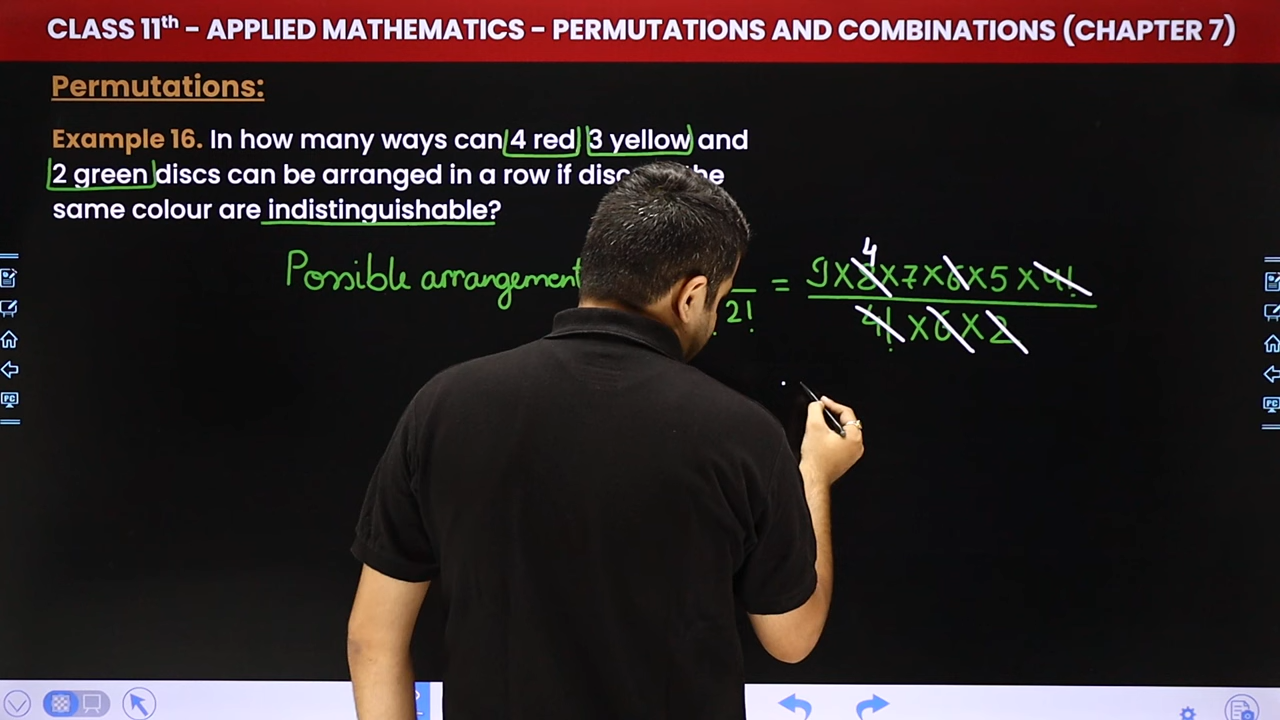 CLASS 11th – APPLIED MATHEMATICS – PERMUTATIONS AND COMBINATIONS (CHAPTER 7)
Permutations:
Example 16. In how many ways can 4 red 3 yellow and
2 green discs can be arranged in a row if the
same colour are indistinguishable?
Possible arrangement
2! = 9×8×7×6×5×4! / 4!×6×2
4